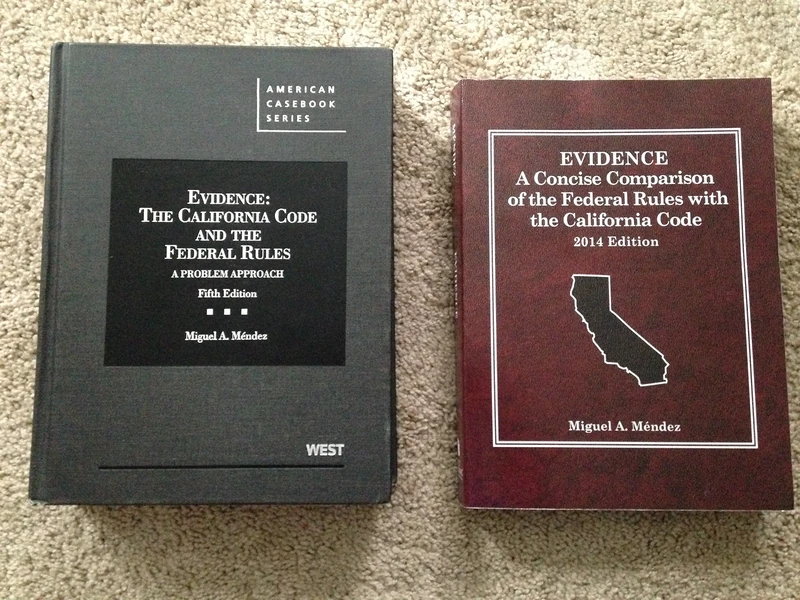 AMERICAN
CASEBOOK
SERIES
EVIDENCE:
THE CALIFORNIA CODE
AND THE
FEDERAL RULES
A PROBLEM APPROACH
Fifth Edition
Miguel A. Méndez
WEST
EVIDENCE
A Concise Comparison
of the Federal Rules with
the California Code
2014 Edition
Miguel A. Méndez